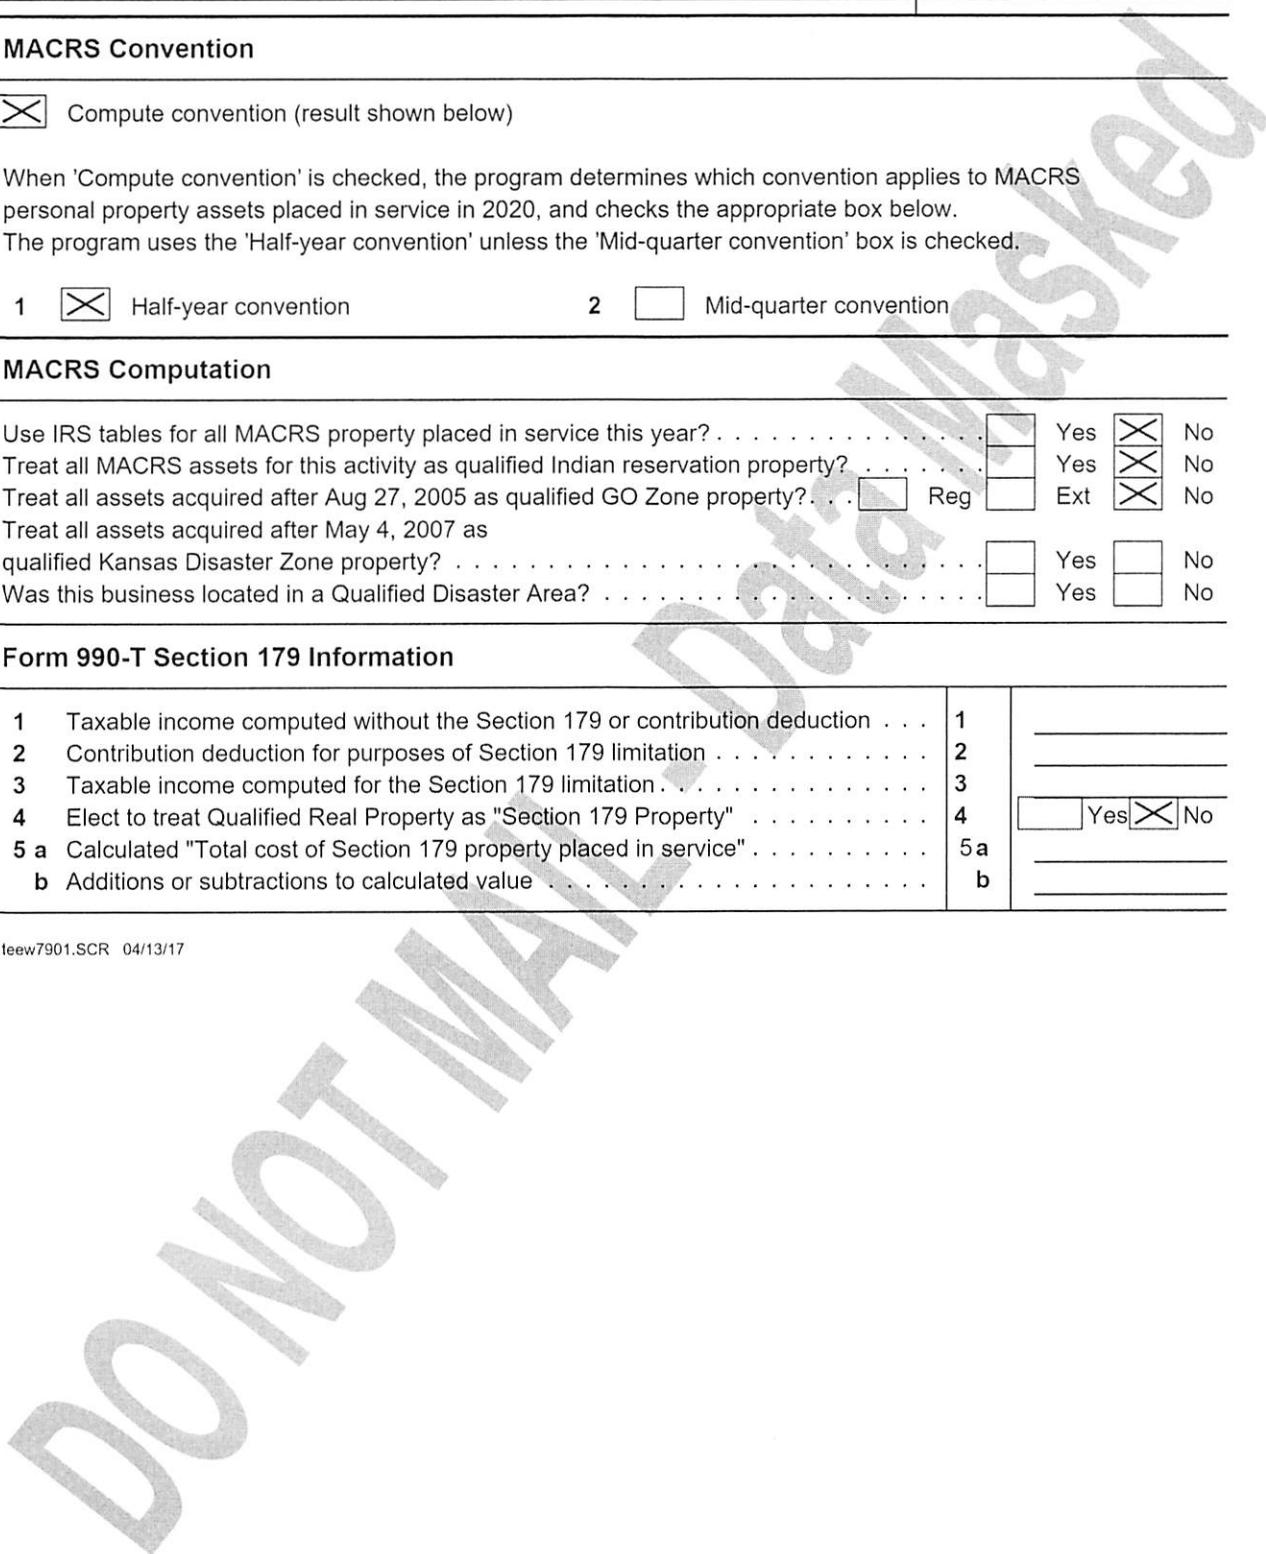 MACRS Convention
Compute convention (result shown below)
When 'Compute convention' is checked, the program determines which convention applies to MACRS
personal property assets placed in service in 2020, and checks the appropriate box below.
The program uses the 'Half-year convention' unless the 'Mid-quarter convention' box is checked.
1 Half-year convention 2 Mid-quarter convention
MACRS Computation
Use IRS tables for all MACRS property placed in service this year? . . . . . . . . . . . . . . . . Yes No
Treat all MACRS assets for this activity as qualified Indian reservation property? . . . . . . . Yes No
Treat all assets acquired after Aug 27, 2005 as qualified GO Zone property?. . . Reg Ext No
Treat all assets acquired after May 4, 2007 as
qualified Kansas Disaster Zone property? . . . . . . . . . . . . . . . . . . . . . . . . . . . . . . Yes No
Was this business located in a Qualified Disaster Area? . . . . . . . . . . . . . . . . . . . . . . Yes No
Form 990-T Section 179 Information
1 Taxable income computed without the Section 179 or contribution deduction . . . 1
2 Contribution deduction for purposes of Section 179 limitation . . . . . . . . . . . . . 2
3 Taxable income computed for the Section 179 limitation . . . . . . . . . . . . . . . . 3
4 Elect to treat Qualified Real Property as "Section 179 Property" . . . . . . . . . . 4 Yes No
5 a Calculated "Total cost of Section 179 property placed in service" . . . . . . . . . . 5a
b Additions or subtractions to calculated value . . . . . . . . . . . . . . . . . . . . . . b
teew7901.SCR 04/13/17
DO NOT MAIL - Data Masked